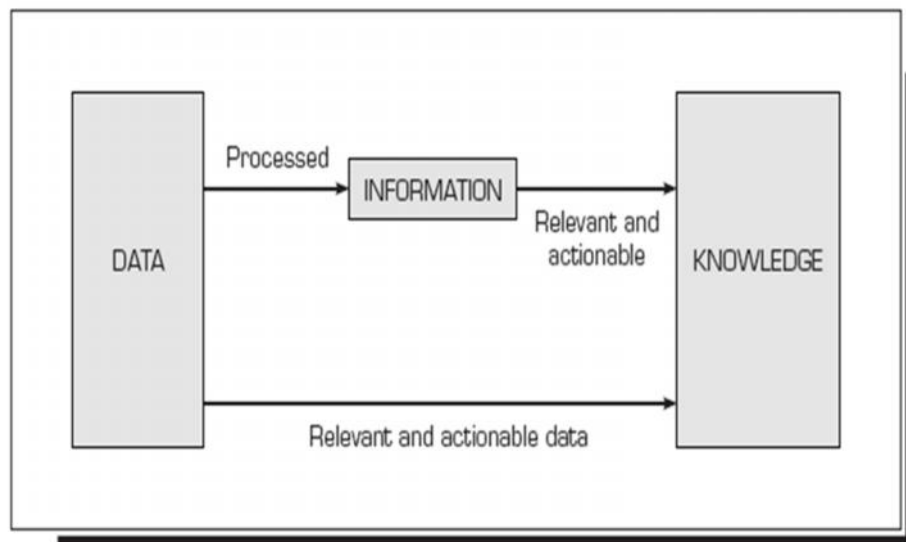 Processed
INFORMATION
Relevant and
actionable
DATA
KNOWLEDGE
Relevant and actionable data